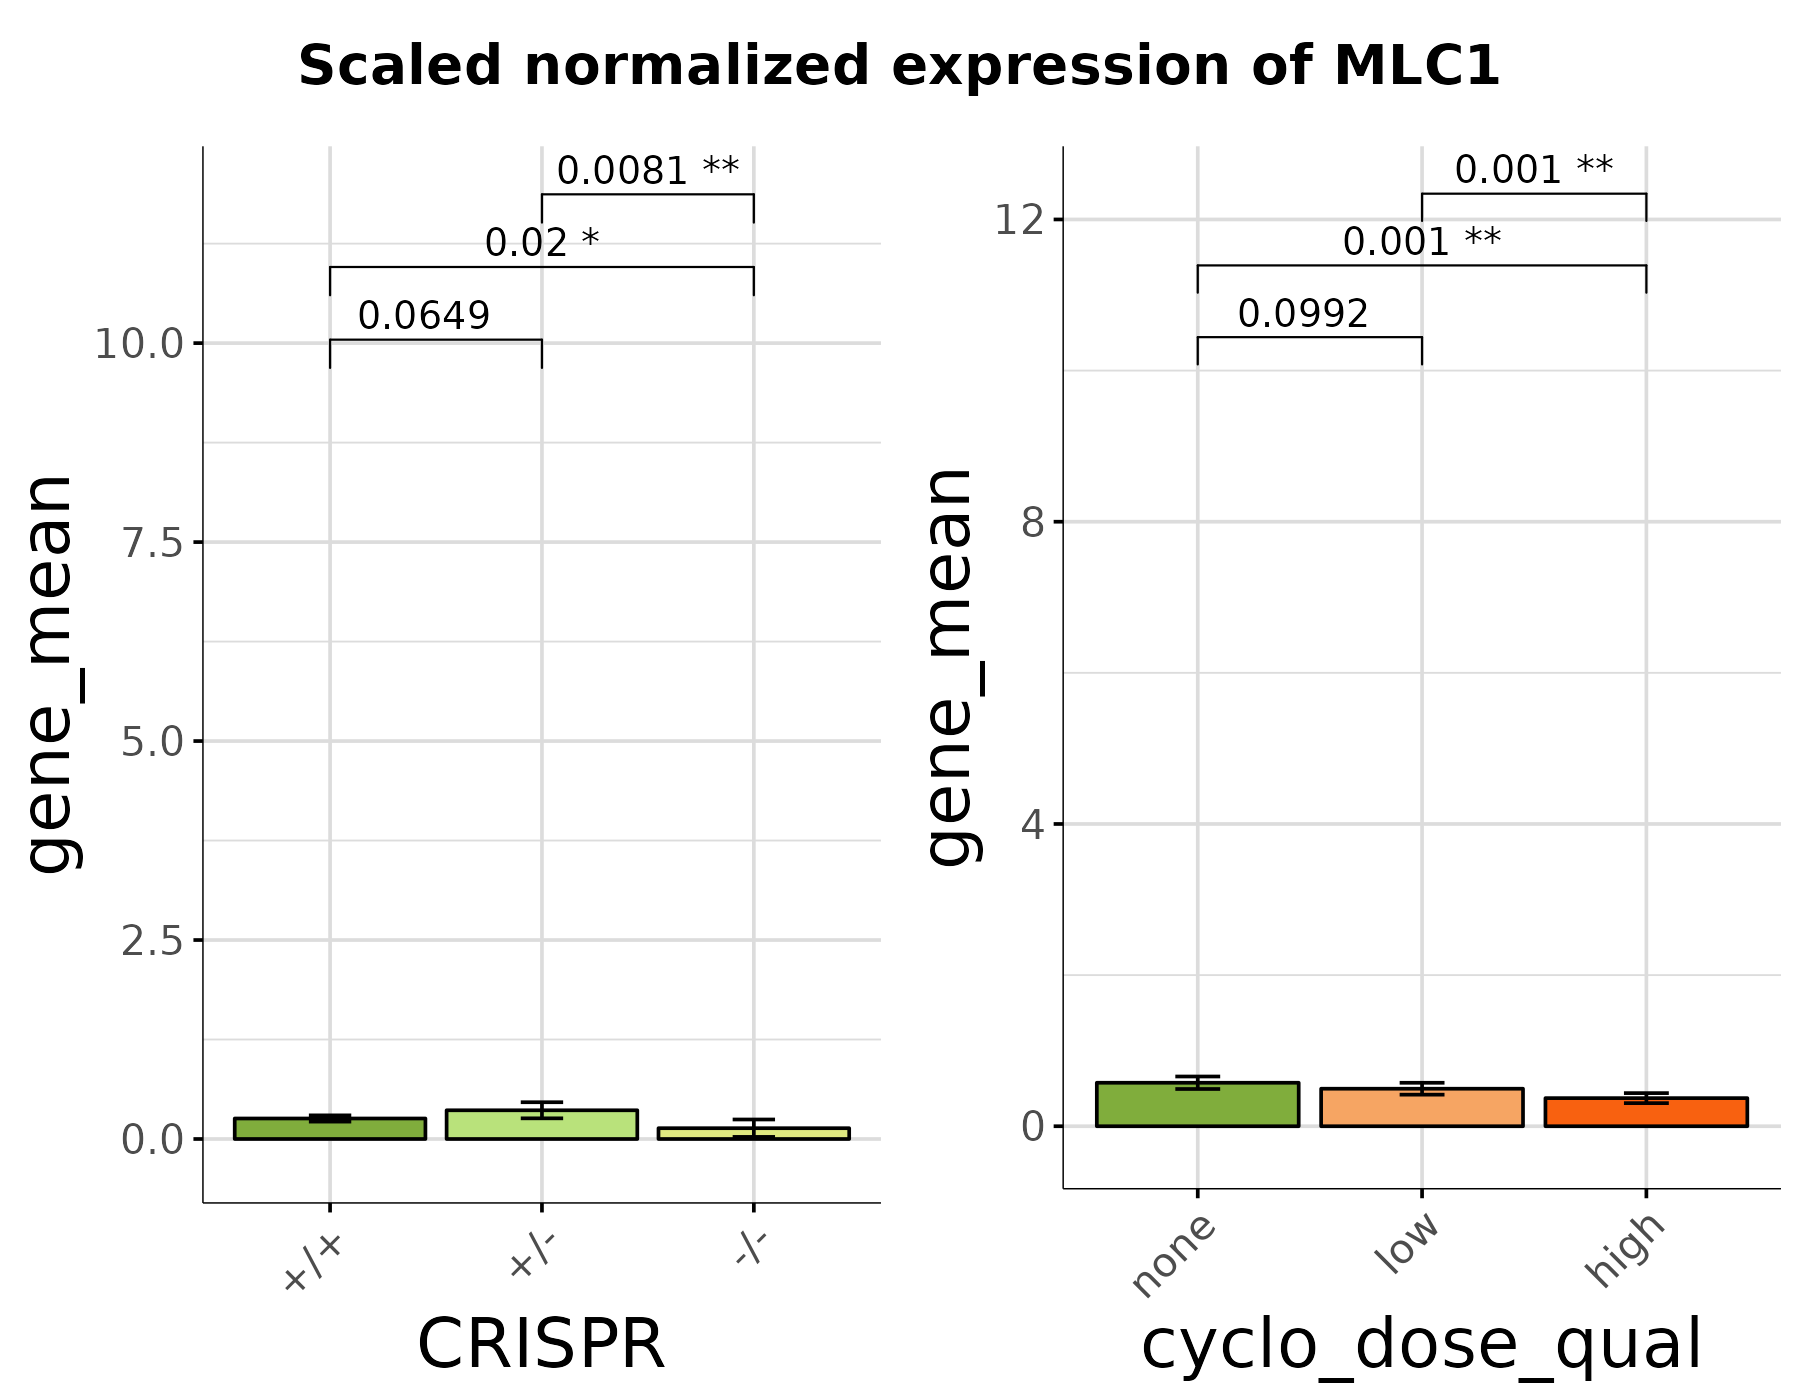 Scaled normalized expression of MLC1
gene_mean
10.0
7.5
5.0
2.5
0.0
0.0081 **
0.02 *
0.0649
+/+
+/-
-/-
CRISPR
gene_mean
12
8
4
0
0.001 **
0.001 **
0.0992
none
low
high
cyclo_dose_qual